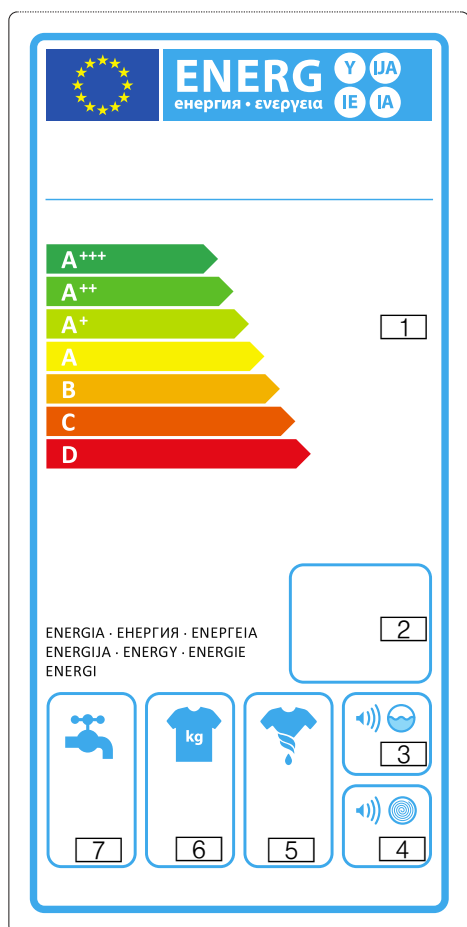 ENERG Y IJA
енергия · ενεργεια IE IA
A+++
A++
A+ 1
A
B
C
D
ENERGIA · ЕНЕРГИЯ · ΕΝΕΡΓΕΙΑ 2
ENERGIJA · ENERGY · ENERGIE
ENERGI
kg
3
7 6 5 4